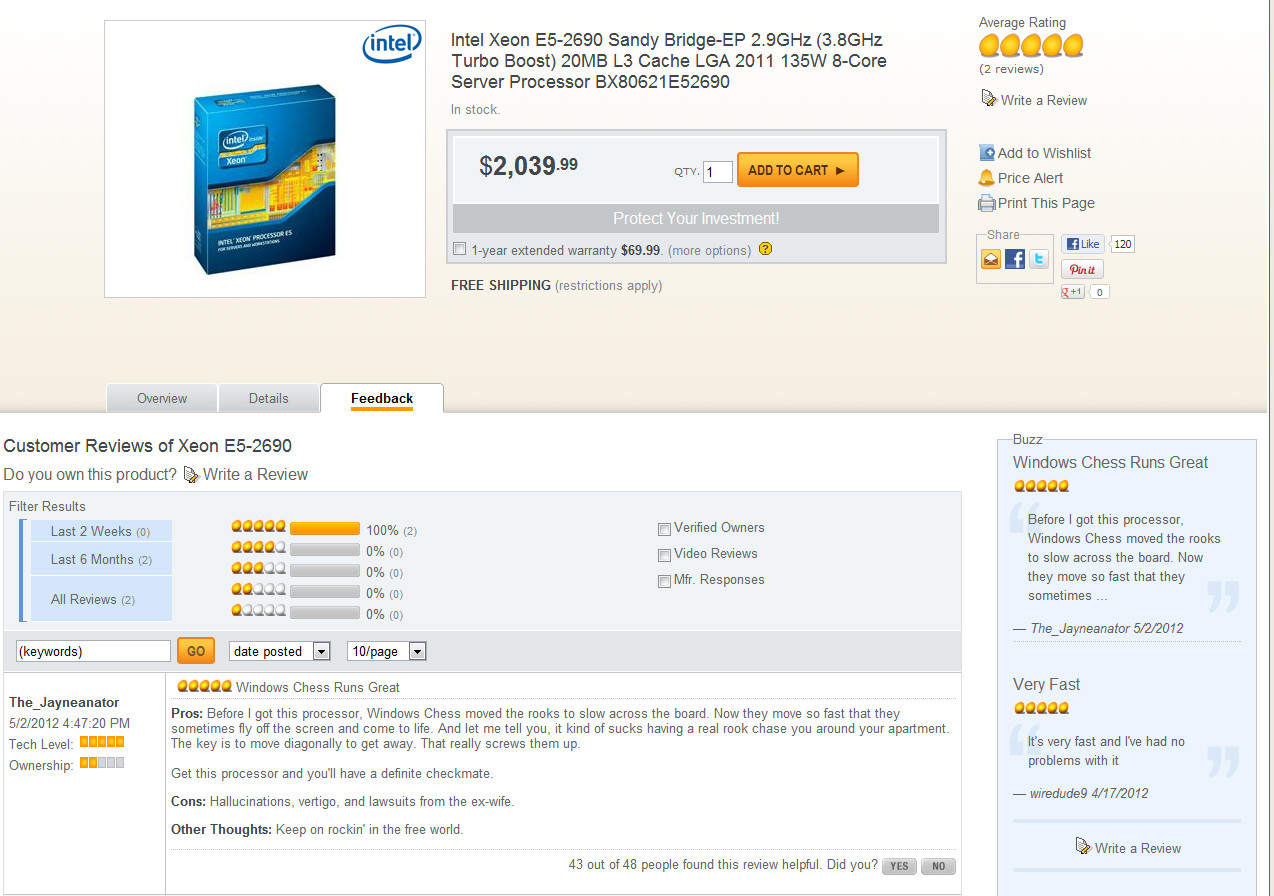 intel
intel inside
Xeon
INTEL® XEON® PROCESSOR E5
FOR SERVERS AND WORKSTATIONS
Intel Xeon E5-2690 Sandy Bridge-EP 2.9GHz (3.8GHz
Turbo Boost) 20MB L3 Cache LGA 2011 135W 8-Core
Server Processor BX80621E52690
In stock.
$2,039.99
QTY. 1 ADD TO CART ►
Protect Your Investment!
1-year extended warranty $69.99. (more options) ?
FREE SHIPPING (restrictions apply)
Average Rating
(2 reviews)
Write a Review
Add to Wishlist
Price Alert
Print This Page
Share
Like 120
Pin it
+1 0
Overview Details Feedback
Customer Reviews of Xeon E5-2690
Do you own this product? Write a Review
Filter Results
Last 2 Weeks (0)
Last 6 Months (2)
All Reviews (2)
100% (2)
0% (0)
0% (0)
0% (0)
0% (0)
Verified Owners
Video Reviews
Mfr. Responses
(keywords) GO date posted 10/page
The_Jayneanator
5/2/2012 4:47:20 PM
Tech Level:
Ownership:
Windows Chess Runs Great
Pros: Before I got this processor, Windows Chess moved the rooks to slow across the board. Now they move so fast that they
sometimes fly off the screen and come to life. And let me tell you, it kind of sucks having a real rook chase you around your apartment.
The key is to move diagonally to get away. That really screws them up.
Get this processor and you'll have a definite checkmate.
Cons: Hallucinations, vertigo, and lawsuits from the ex-wife.
Other Thoughts: Keep on rockin' in the free world.
43 out of 48 people found this review helpful. Did you? YES NO
Buzz
Windows Chess Runs Great
Before I got this processor,
Windows Chess moved the rooks
to slow across the board. Now
they move so fast that they
sometimes ...
— The_Jayneanator 5/2/2012
Very Fast
It's very fast and I've had no
problems with it
— wiredude9 4/17/2012
Write a Review